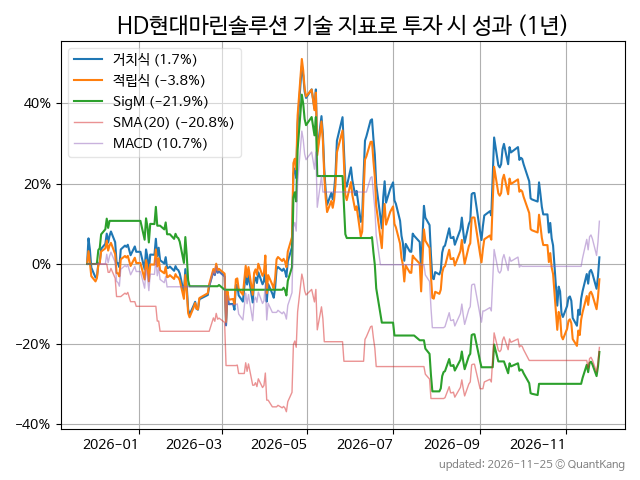 HD현대마린솔루션 기술 지표로 투자 시 성과 (1년)
거치식 (1.7%)
적립식 (−3.8%)
SigM (−21.9%)
SMA(20) (−20.8%)
MACD (10.7%)
40%
20%
0%
−20%
−40%
2026-01 2026-03 2026-05 2026-07 2026-09 2026-11
updated: 2026-11-25 © QuantKang